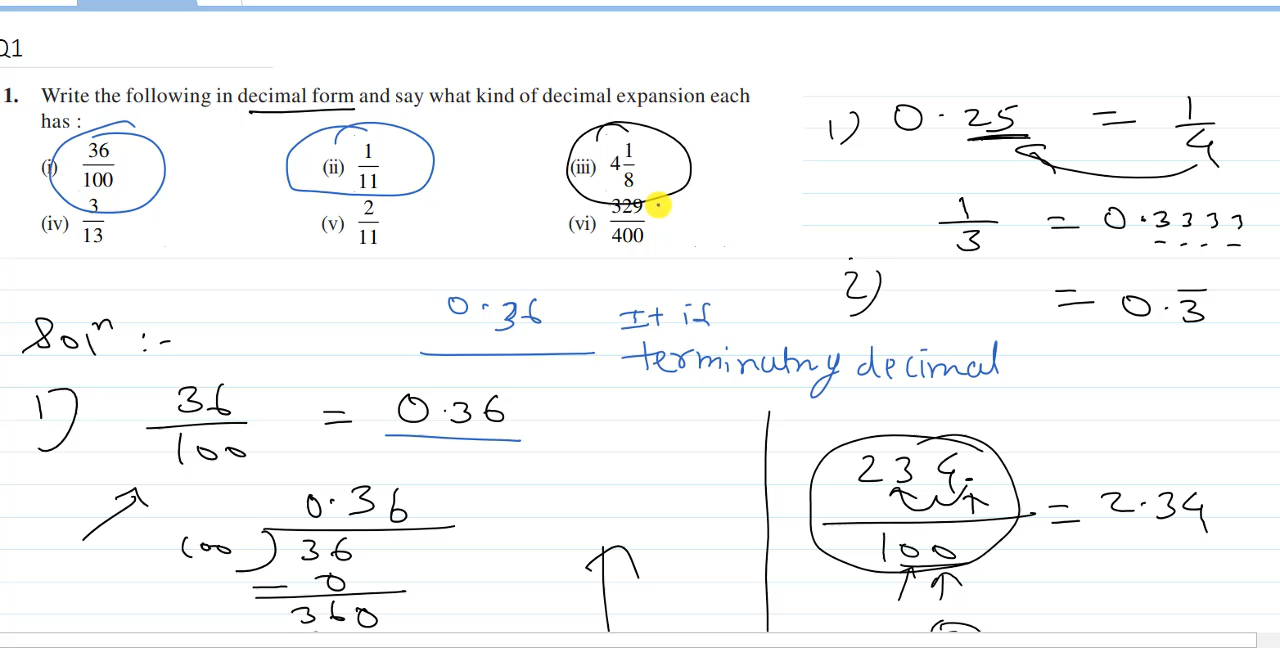 Q1
1. Write the following in decimal form and say what kind of decimal expansion each
has :
(i) 36/100 (ii) 1/11 (iii) 4 1/8
(iv) 3/13 (v) 2/11 (vi) 329/400
1) 0.25 = 1/4
1/3 = 0.3333
2) = 0.3̅
Solⁿ :-
0.36 It is
terminatny decimal
1) 36/100 = 0.36
234/100 = 2.34
0.36
100 ) 36
= 0
360